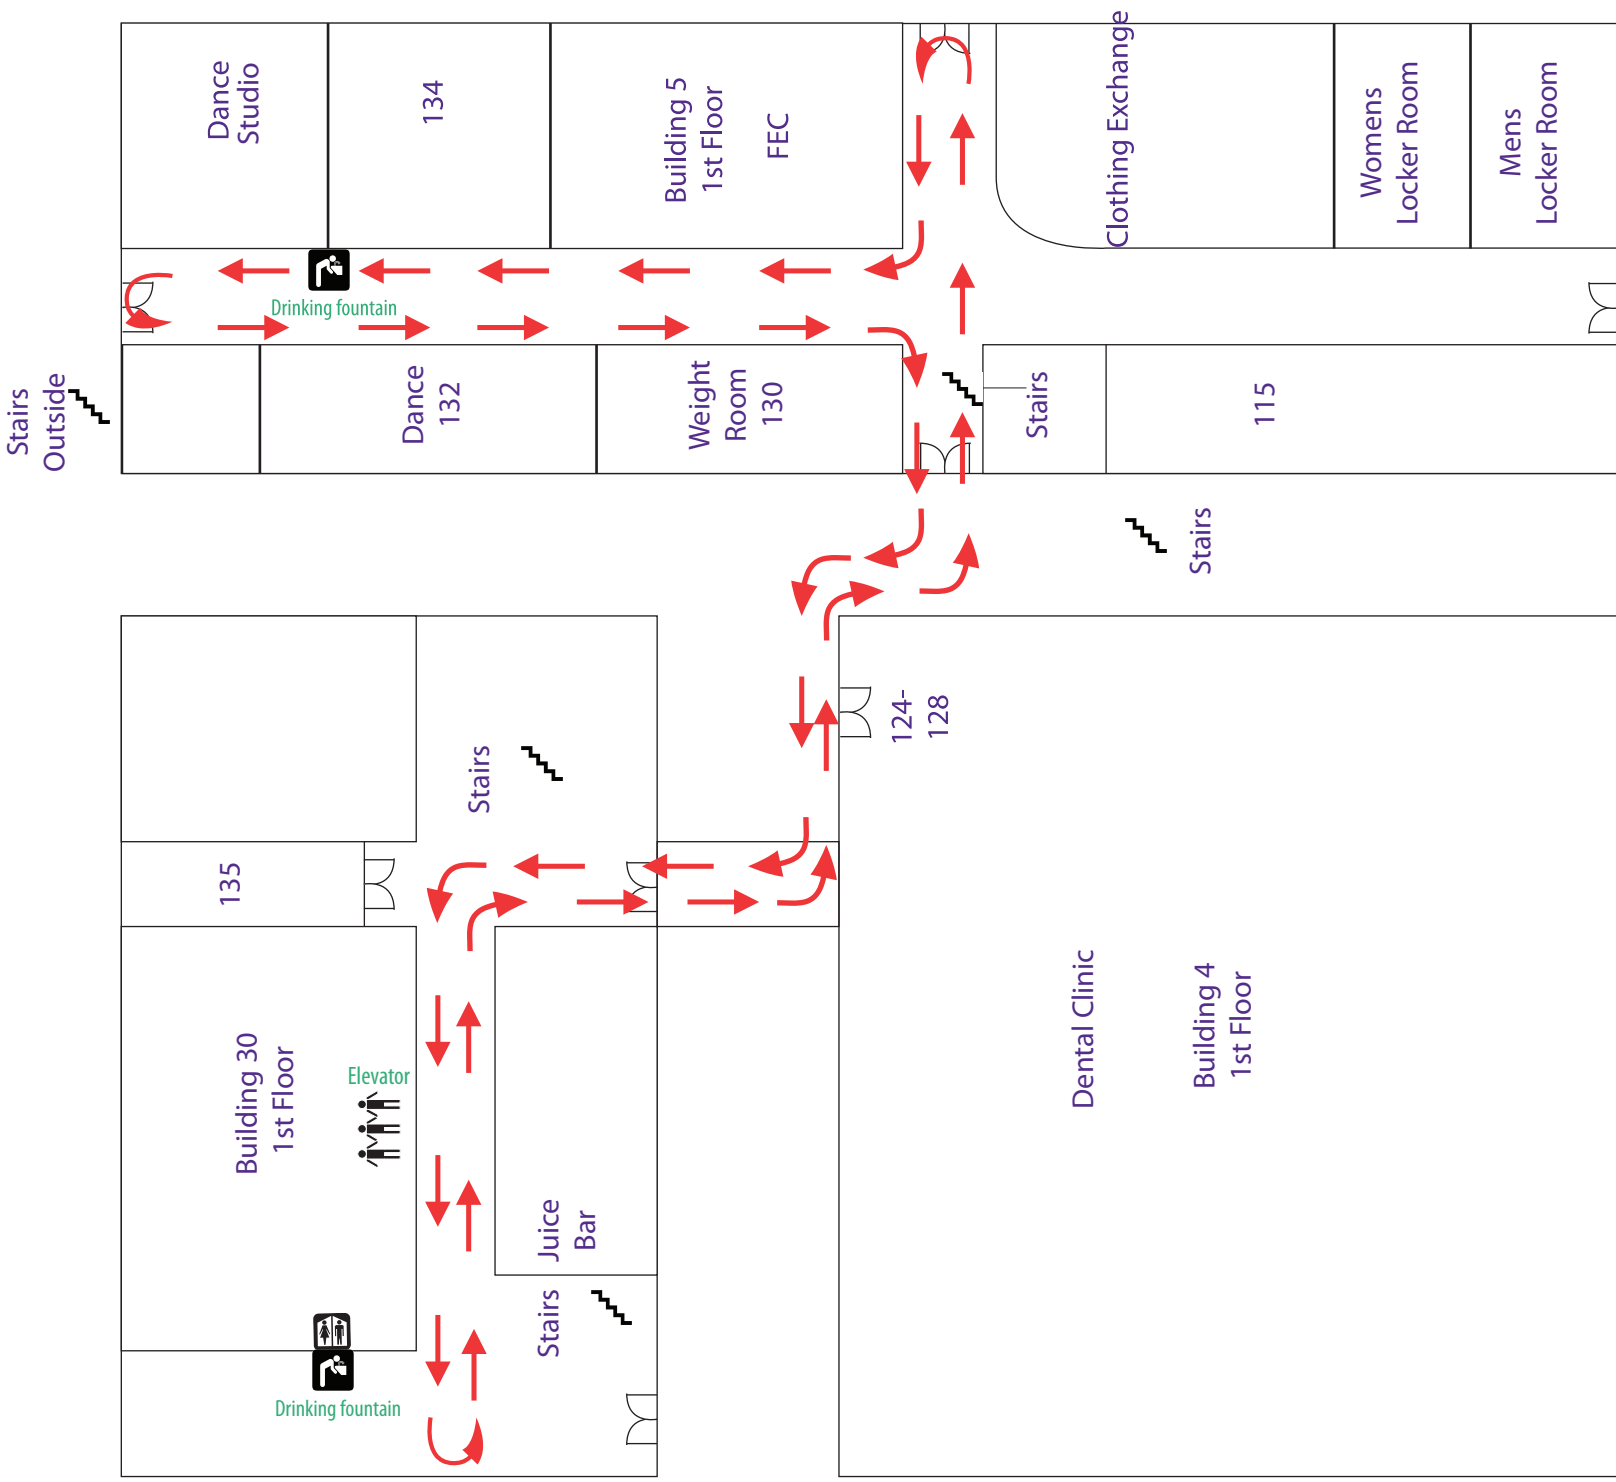 Dance
Studio
134
Building 5
1st Floor
FEC
Clothing Exchange
Womens
Locker Room
Mens
Locker Room
Drinking fountain
Stairs
Outside
Dance
132
Weight
Room
130
Stairs
115
Stairs
124-
128
Stairs
135
Building 30
1st Floor
Elevator
Juice
Bar
Stairs
Drinking fountain
Dental Clinic
Building 4
1st Floor